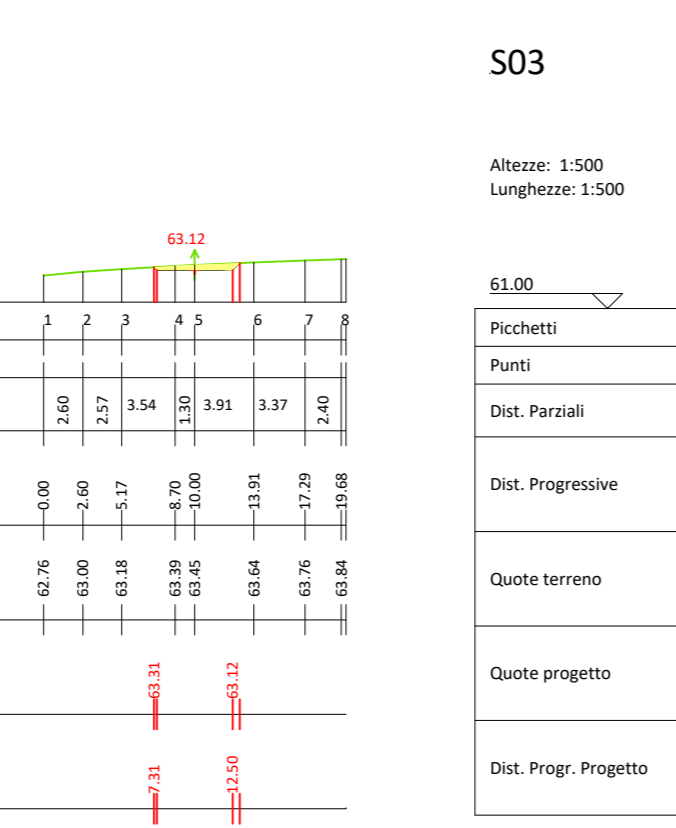 S03
Altezze: 1:500
Lunghezze: 1:500
63.12
61.00
1 2 3 4 5 6 7 8
Picchetti
Punti
2.60 2.57 3.54 1.30 3.91 3.37 2.40
Dist. Parziali
0.00 2.60 5.17 8.70 10.00 13.91 17.29 19.68
Dist. Progressive
62.76 63.00 63.18 63.39 63.45 63.64 63.76 63.84
Quote terreno
63.31 63.12
Quote progetto
7.31 12.50
Dist. Progr. Progetto